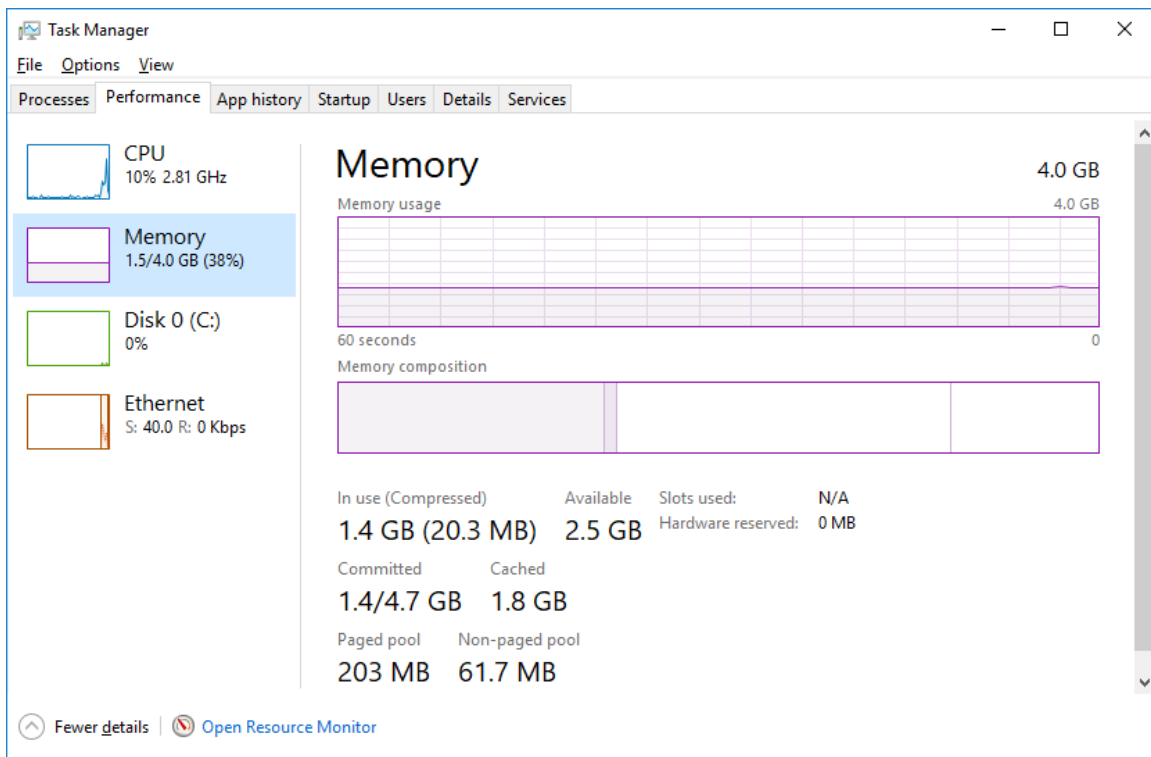 Task Manager
File Options View
Processes Performance App history Startup Users Details Services
CPU
10% 2.81 GHz
Memory
1.5/4.0 GB (38%)
Disk 0 (C:)
0%
Ethernet
S: 40.0 R: 0 Kbps
Memory 4.0 GB
Memory usage 4.0 GB
60 seconds 0
Memory composition
In use (Compressed) Available Slots used: N/A
1.4 GB (20.3 MB) 2.5 GB Hardware reserved: 0 MB
Committed Cached
1.4/4.7 GB 1.8 GB
Paged pool Non-paged pool
203 MB 61.7 MB
Fewer details Open Resource Monitor